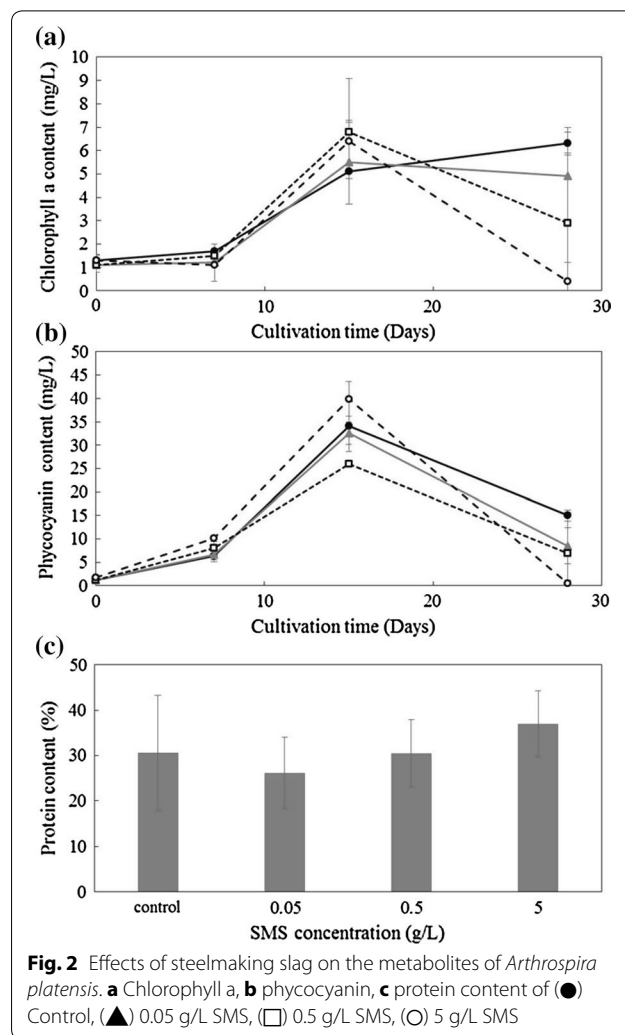 (a)
Chlorophyll a content (mg/L)
10
9
8
7
6
5
4
3
2
1
0
0 10 20 30
Cultivation time (Days)
(b)
Phycocyanin content (mg/L)
50
45
40
35
30
25
20
15
10
5
0
0 10 20 30
Cultivation time (Days)
(c)
Protein content (%)
50
40
30
20
10
0
control 0.05 0.5 5
SMS concentration (g/L)
Fig. 2 Effects of steelmaking slag on the metabolites of Arthrospira
platensis. a Chlorophyll a, b phycocyanin, c protein content of (●)
Control, (▲) 0.05 g/L SMS, (□) 0.5 g/L SMS, (○) 5 g/L SMS